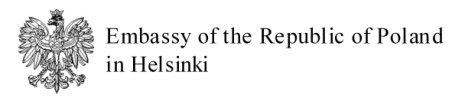 Embassy of the Republic of Poland
in Helsinki